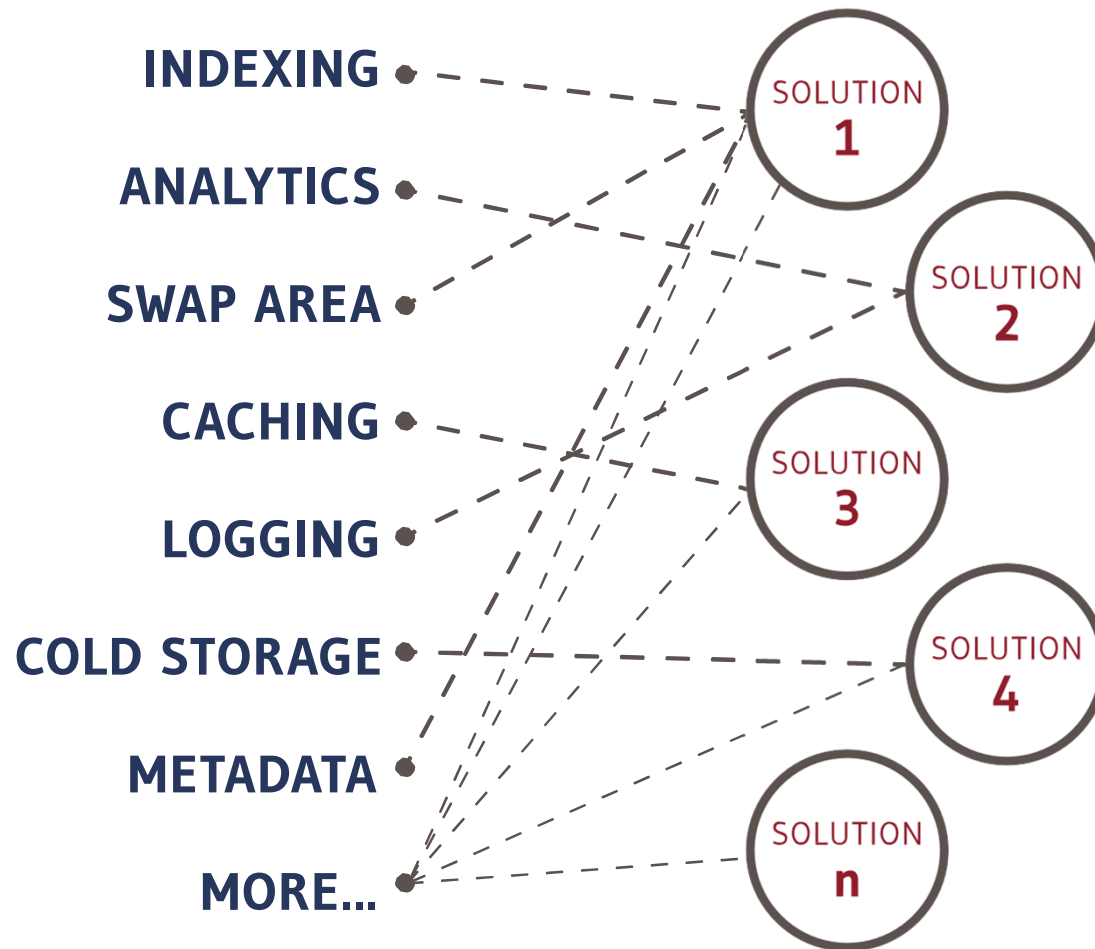 INDEXING
ANALYTICS
SWAP AREA
CACHING
LOGGING
COLD STORAGE
METADATA
MORE...
SOLUTION
1
SOLUTION
2
SOLUTION
3
SOLUTION
4
SOLUTION
n